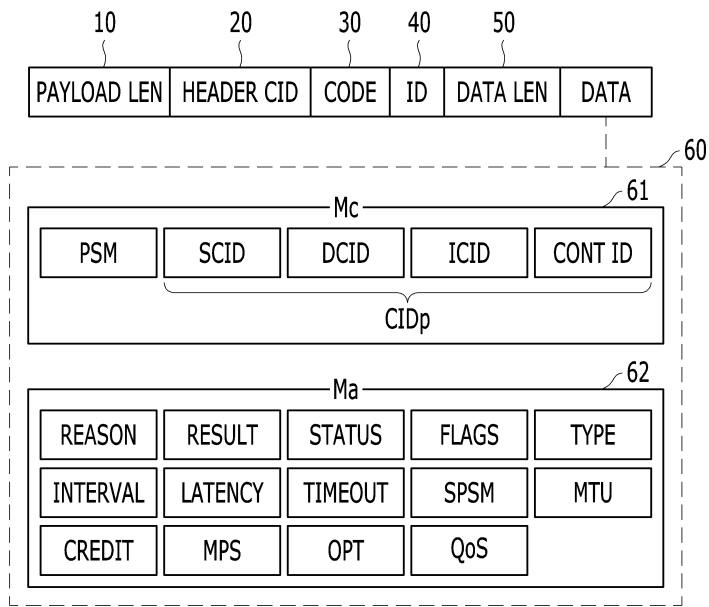 10 20 30 40 50
PAYLOAD LEN HEADER CID CODE ID DATA LEN DATA
60
61
Mc
PSM SCID DCID ICID CONT ID
CIDp
62
Ma
REASON RESULT STATUS FLAGS TYPE
INTERVAL LATENCY TIMEOUT SPSM MTU
CREDIT MPS OPT QoS